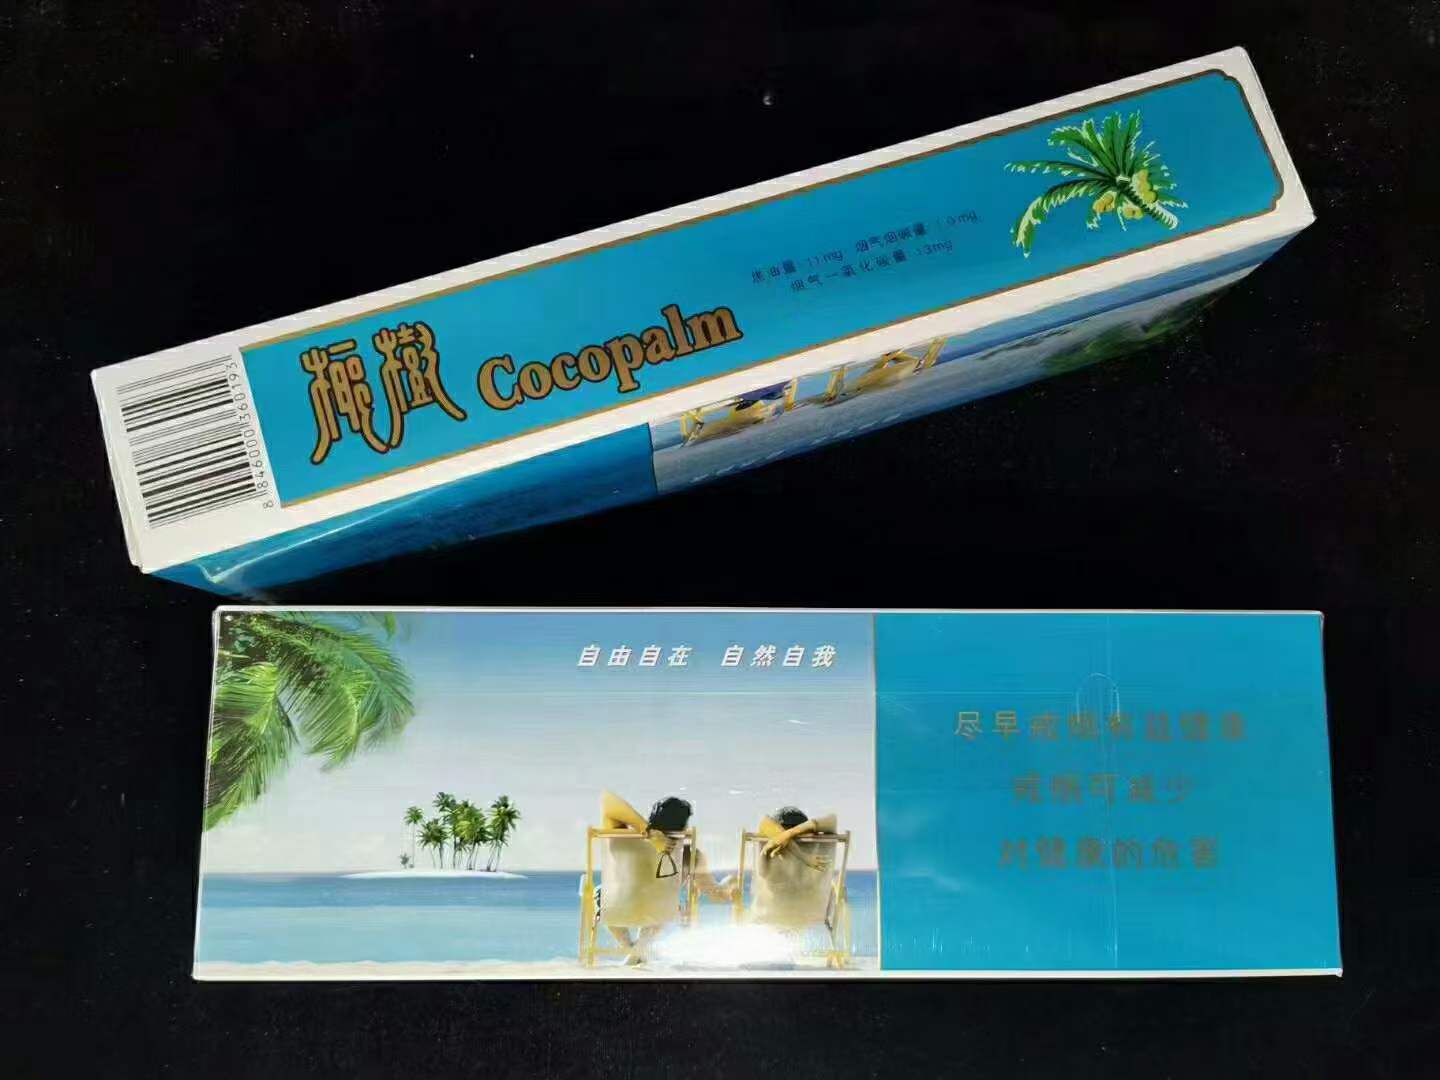 椰樹 Cocopalm
焦油量:11mg 烟气烟碱量:1.0mg
烟气一氧化碳量:13mg
8 846000 360193
自由自在 自然自我
尽早戒烟有益健康
戒烟可减少
对健康的危害